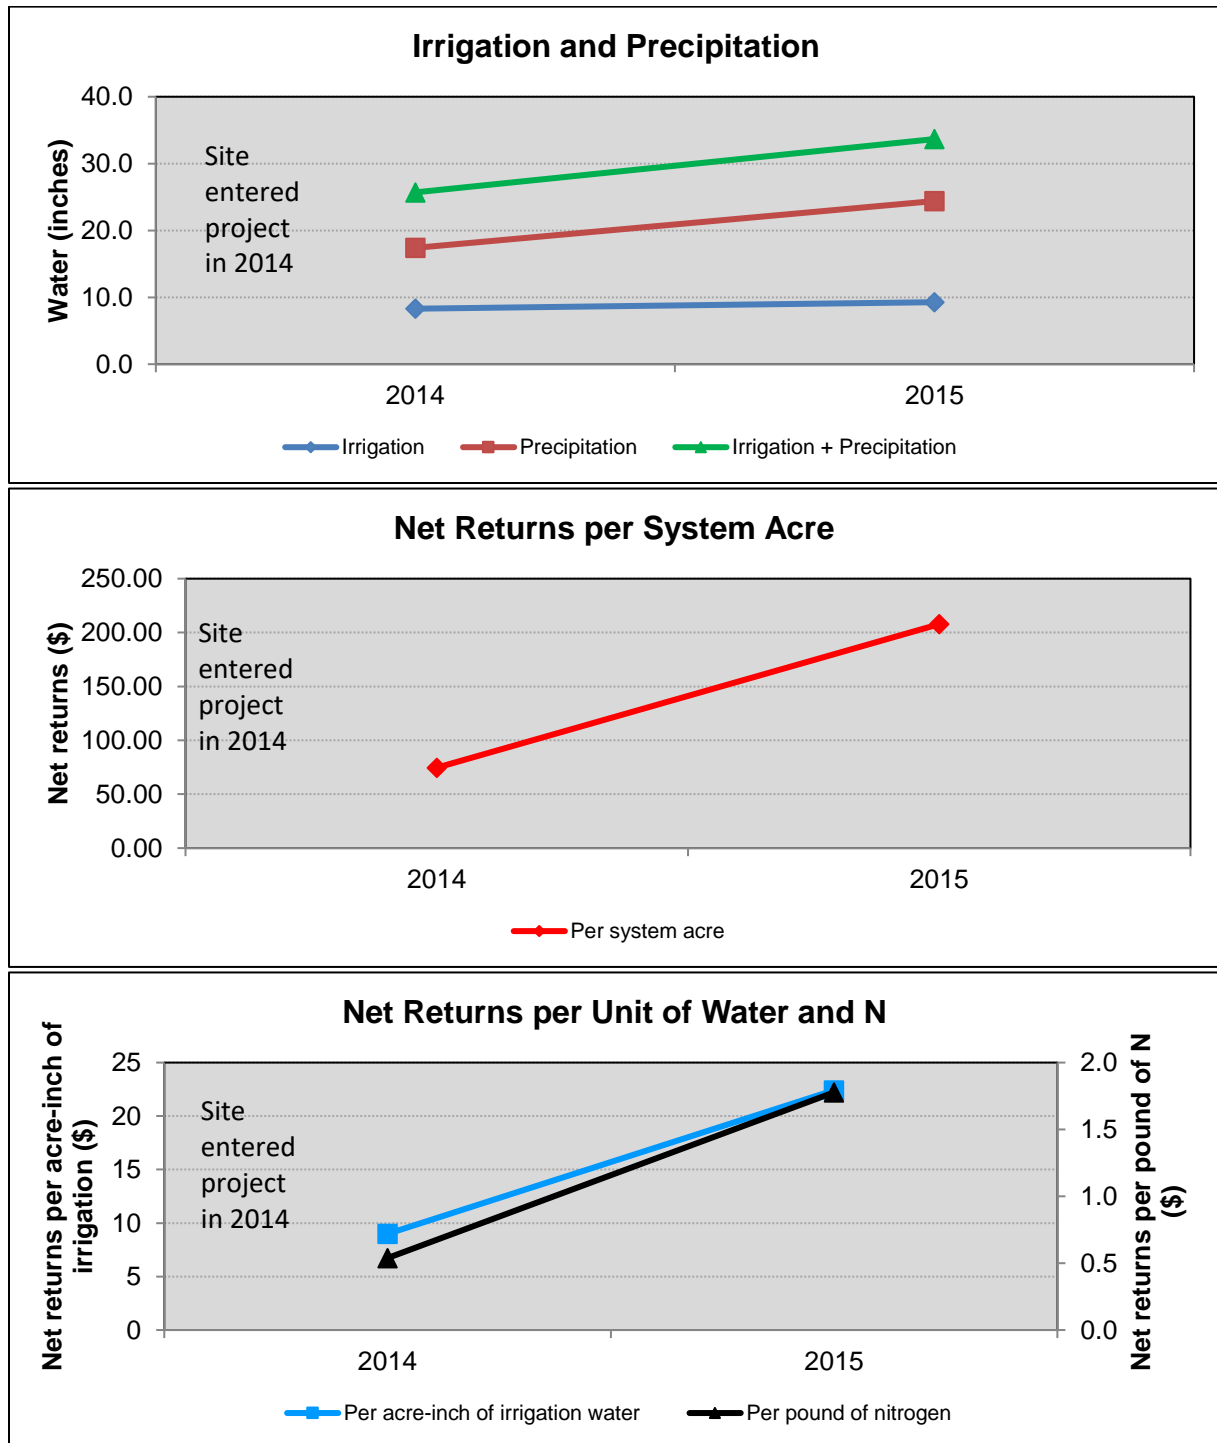 Irrigation and Precipitation
Water (inches)
40.0
30.0
20.0
10.0
0.0
Site
entered
project
in 2014
2014 2015
Irrigation Precipitation Irrigation + Precipitation
Net Returns per System Acre
Net returns ($)
250.00
200.00
150.00
100.00
50.00
0.00
Site
entered
project
in 2014
2014 2015
Per system acre
Net Returns per Unit of Water and N
Net returns per acre-inch of
irrigation ($)
25
20
15
10
5
0
Site
entered
project
in 2014
2.0
1.5
1.0
0.5
0.0
Net returns per pound of N
($)
2014 2015
Per acre-inch of irrigation water Per pound of nitrogen